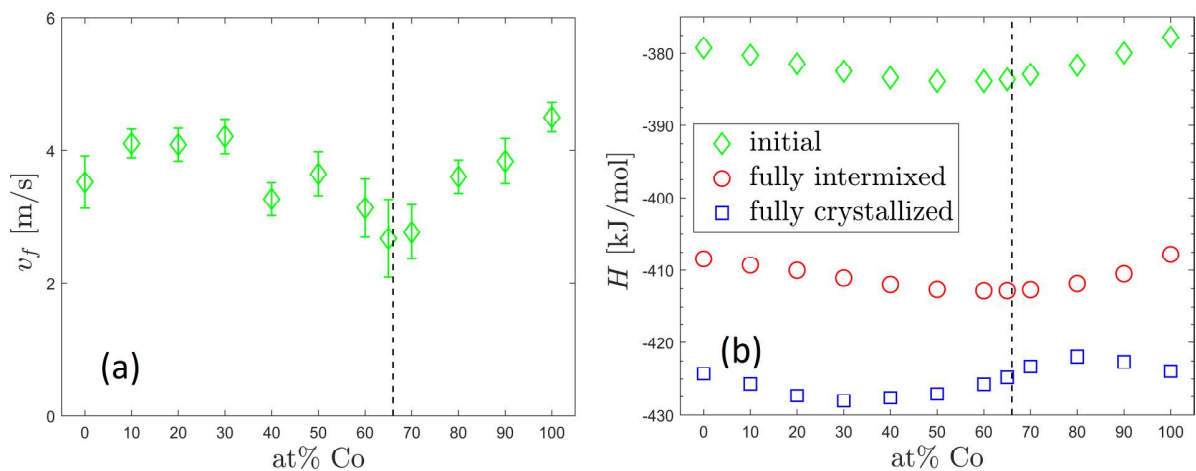 6
4
2
0
v_f [m/s]
(a)
0 10 20 30 40 50 60 70 80 90 100
at% Co
-380
-390
-400
-410
-420
-430
H [kJ/mol]
initial
fully intermixed
fully crystallized
(b)
0 10 20 30 40 50 60 70 80 90 100
at% Co